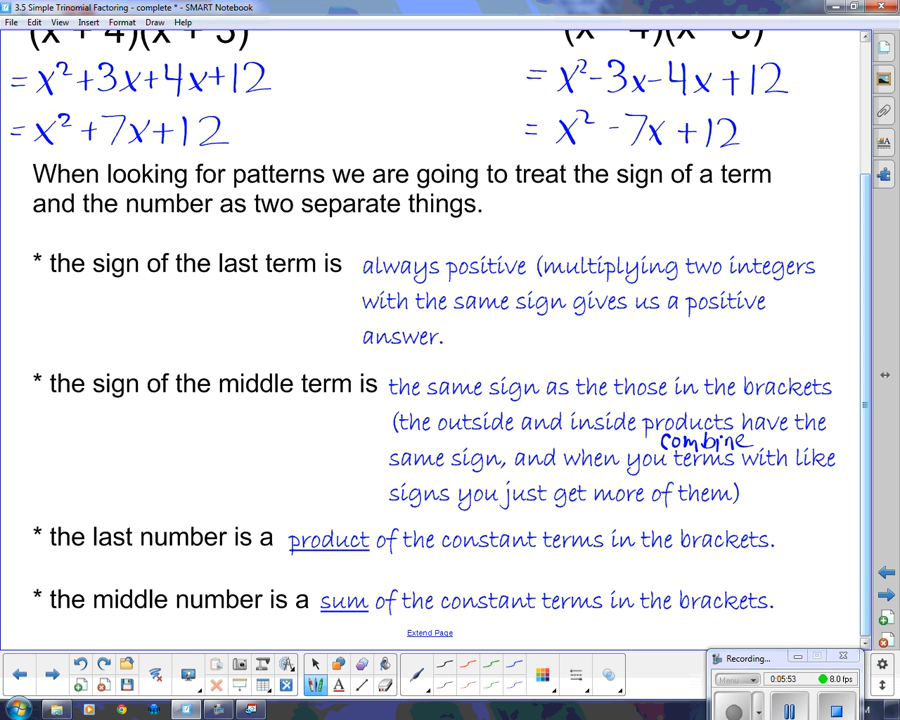 3.5 Simple Trinomial Factoring - complete * - SMART Notebook
File Edit View Insert Format Draw Help
(x + 4)(x + 3) (x - 4)(x - 3)
= x² + 3x + 4x + 12 = x² - 3x - 4x + 12
= x² + 7x + 12 = x² - 7x + 12
When looking for patterns we are going to treat the sign of a term
and the number as two separate things.
* the sign of the last term is always positive (multiplying two integers
with the same sign gives us a positive
answer.
* the sign of the middle term is the same sign as the those in the brackets
(the outside and inside products have the
combine
same sign, and when you terms with like
signs you just get more of them)
* the last number is a product of the constant terms in the brackets.
* the middle number is a sum of the constant terms in the brackets.
Extend Page
Recording...
Menu
0:05:53 8.0 fps